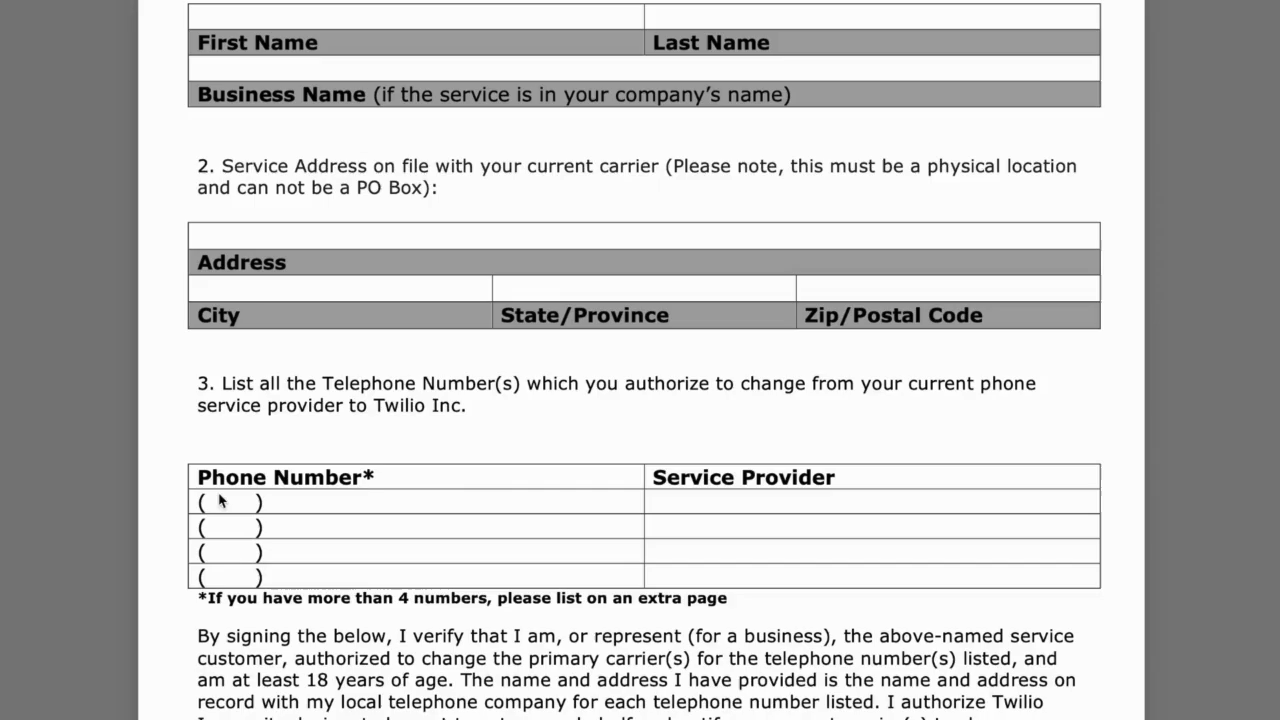 First Name Last Name
Business Name (if the service is in your company’s name)
2. Service Address on file with your current carrier (Please note, this must be a physical location
and can not be a PO Box):
Address
City State/Province Zip/Postal Code
3. List all the Telephone Number(s) which you authorize to change from your current phone
service provider to Twilio Inc.
Phone Number* Service Provider
( )
( )
( )
( )
*If you have more than 4 numbers, please list on an extra page
By signing the below, I verify that I am, or represent (for a business), the above-named service
customer, authorized to change the primary carrier(s) for the telephone number(s) listed, and
am at least 18 years of age. The name and address I have provided is the name and address on
record with my local telephone company for each telephone number listed. I authorize Twilio